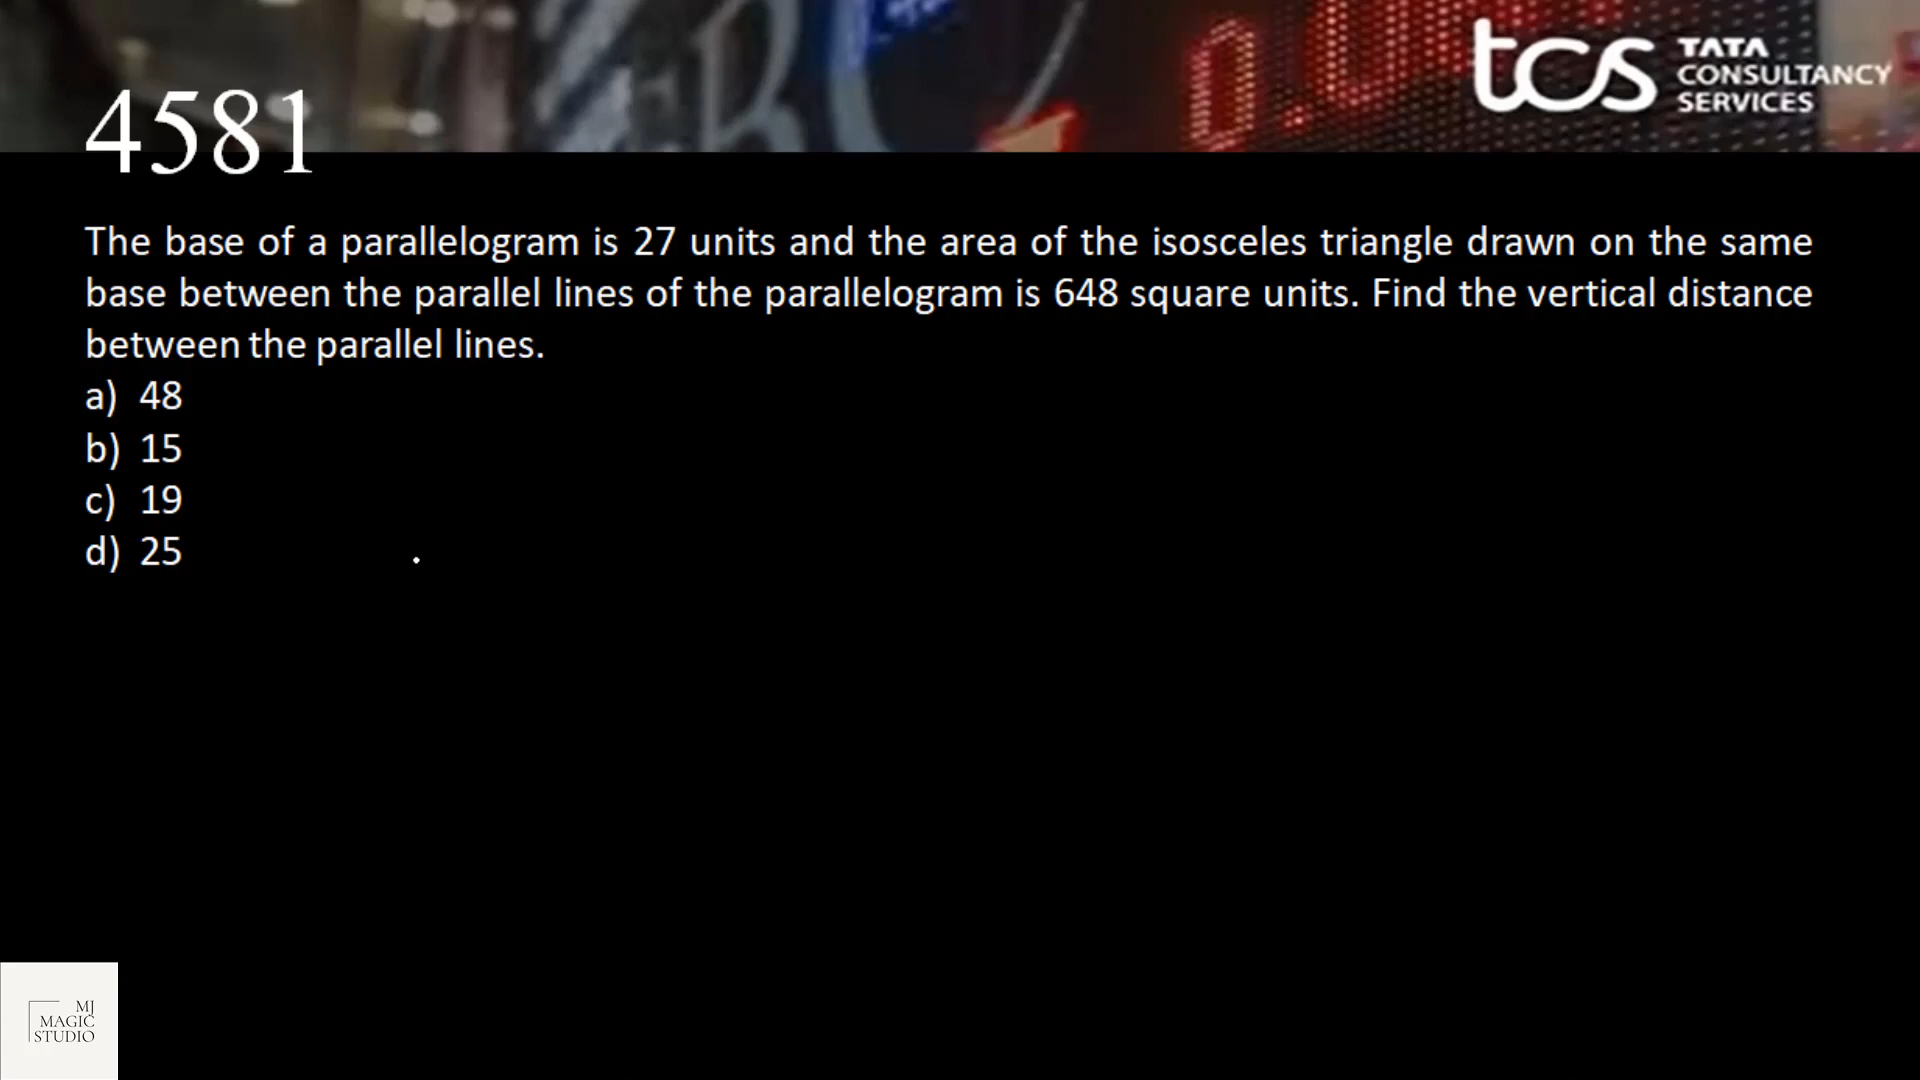 tcs TATA
CONSULTANCY
SERVICES
4581
The base of a parallelogram is 27 units and the area of the isosceles triangle drawn on the same
base between the parallel lines of the parallelogram is 648 square units. Find the vertical distance
between the parallel lines.
a) 48
b) 15
c) 19
d) 25
MJ
MAGIC
STUDIO